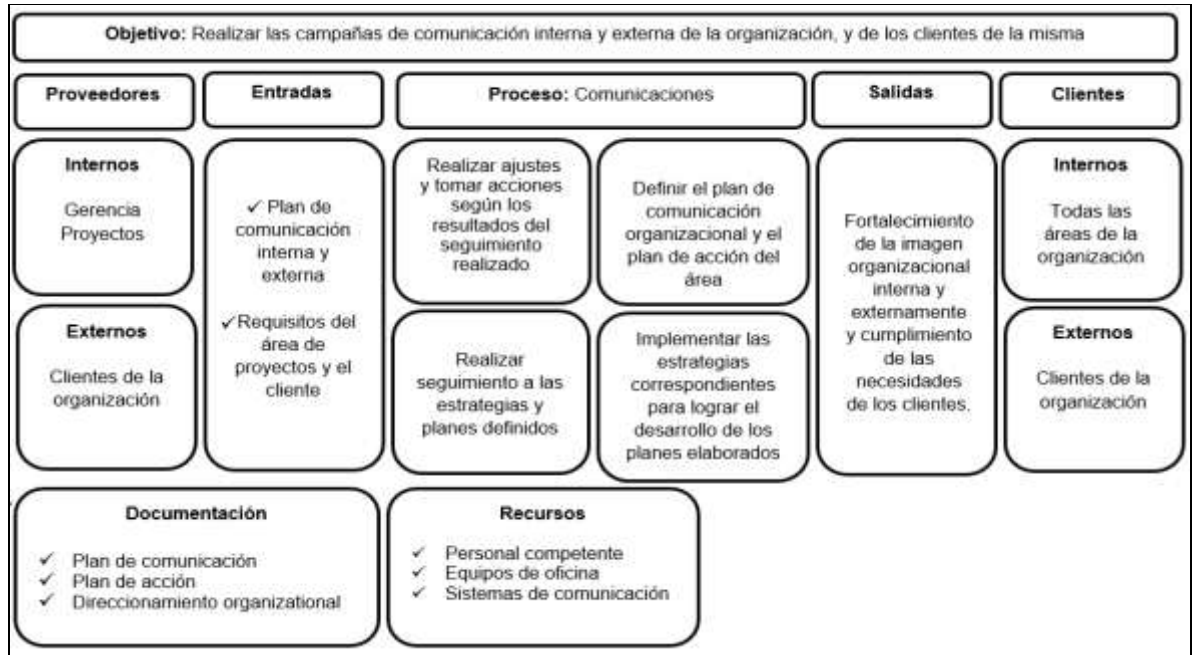 Objetivo: Realizar las campañas de comunicación interna y externa de la organización, y de los clientes de la misma
Proveedores
Entradas
Proceso: Comunicaciones
Salidas
Clientes
Internos
Gerencia
Proyectos
Externos
Clientes de la
organización
✓ Plan de
comunicación
interna y
externa
✓Requisitos del
área de
proyectos y el
cliente
Realizar ajustes
y tomar acciones
según los
resultados del
seguimiento
realizado
Definir el plan de
comunicación
organizacional y el
plan de acción del
área
Realizar
seguimiento a las
estrategias y
planes definidos
Implementar las
estrategias
correspondientes
para lograr el
desarrollo de los
planes elaborados
Fortalecimiento
de la imagen
organizacional
interna y
externamente
y cumplimiento
de las
necesidades
de los clientes.
Internos
Todas las
áreas de la
organización
Externos
Clientes de la
organización
Documentación
✓ Plan de comunicación
✓ Plan de acción
✓ Direccionamiento organizational
Recursos
✓ Personal competente
✓ Equipos de oficina
✓ Sistemas de comunicación